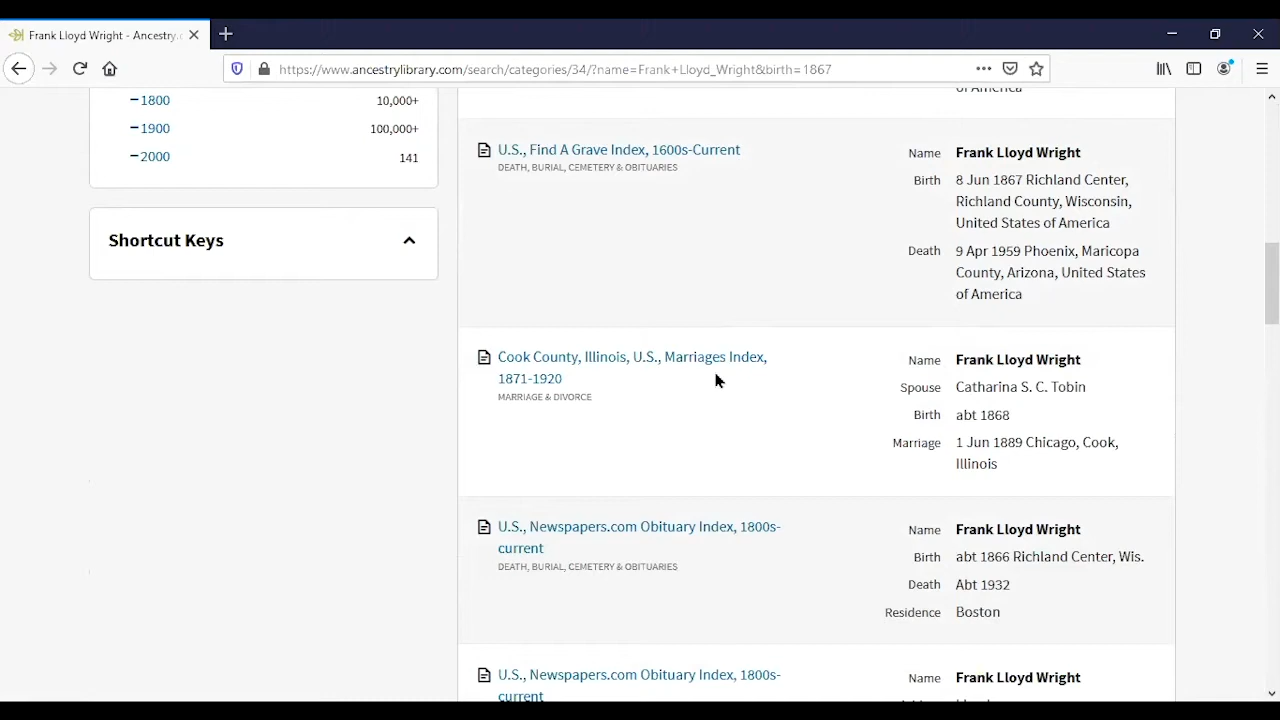 Frank Lloyd Wright - Ancestry.
https://www.ancestrylibrary.com/search/categories/34/?name=Frank+Lloyd_Wright&birth=1867
1800 10,000+
1900 100,000+
2000 141
Shortcut Keys
of America
U.S., Find A Grave Index, 1600s-Current
DEATH, BURIAL, CEMETERY & OBITUARIES
Name Frank Lloyd Wright
Birth 8 Jun 1867 Richland Center,
Richland County, Wisconsin,
United States of America
Death 9 Apr 1959 Phoenix, Maricopa
County, Arizona, United States
of America
Cook County, Illinois, U.S., Marriages Index,
1871-1920
MARRIAGE & DIVORCE
Name Frank Lloyd Wright
Spouse Catharina S. C. Tobin
Birth abt 1868
Marriage 1 Jun 1889 Chicago, Cook,
Illinois
U.S., Newspapers.com Obituary Index, 1800s-
current
DEATH, BURIAL, CEMETERY & OBITUARIES
Name Frank Lloyd Wright
Birth abt 1866 Richland Center, Wis.
Death Abt 1932
Residence Boston
U.S., Newspapers.com Obituary Index, 1800s-
current
Name Frank Lloyd Wright